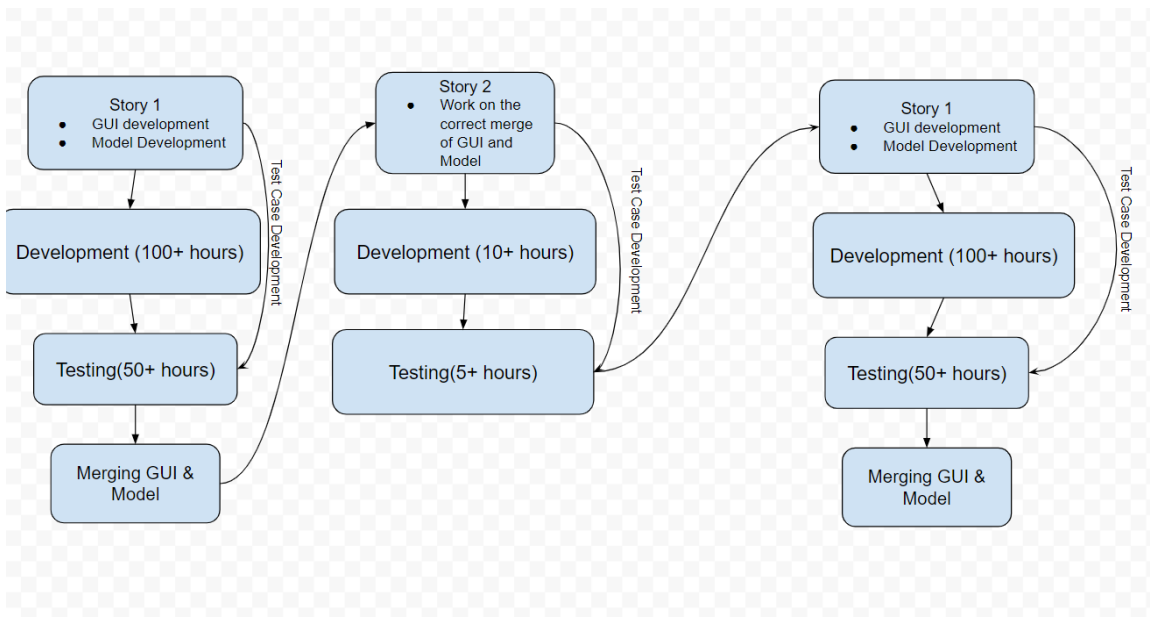 Story 1
● GUI development
● Model Development
Test Case Development
Development (100+ hours)
Testing(50+ hours)
Merging GUI &
Model
Story 2
● Work on the
correct merge
of GUI and
Model
Test Case Development
Development (10+ hours)
Testing(5+ hours)
Story 1
● GUI development
● Model Development
Test Case Development
Development (100+ hours)
Testing(50+ hours)
Merging GUI &
Model